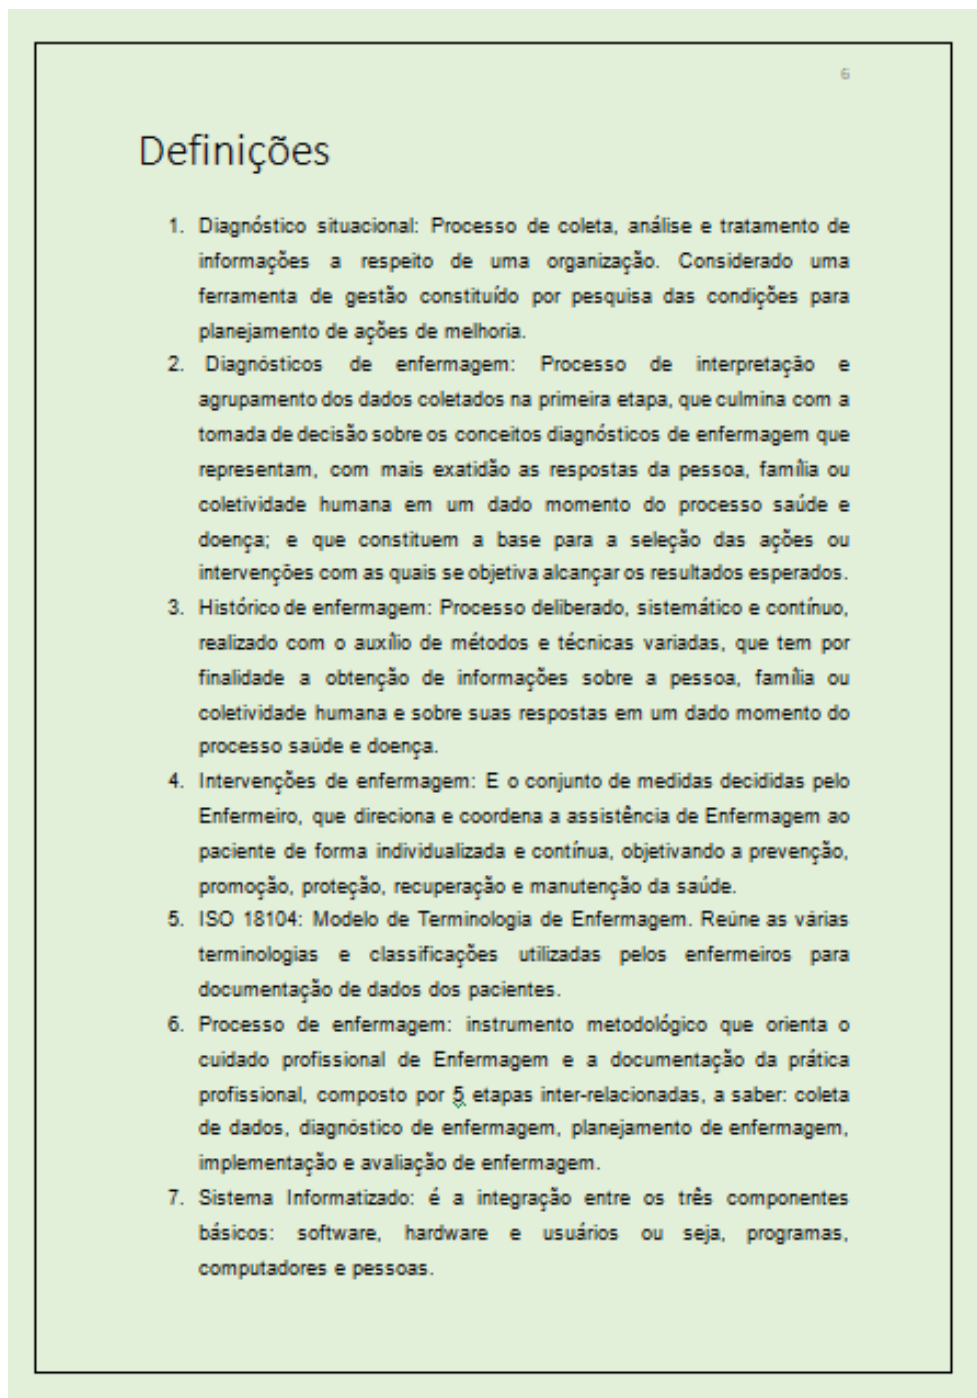 6
Definições
1. Diagnóstico situacional: Processo de coleta, análise e tratamento de
informações a respeito de uma organização. Considerado uma
ferramenta de gestão constituído por pesquisa das condições para
planejamento de ações de melhoria.
2. Diagnósticos de enfermagem: Processo de interpretação e
agrupamento dos dados coletados na primeira etapa, que culmina com a
tomada de decisão sobre os conceitos diagnósticos de enfermagem que
representam, com mais exatidão as respostas da pessoa, família ou
coletividade humana em um dado momento do processo saúde e
doença; e que constituem a base para a seleção das ações ou
intervenções com as quais se objetiva alcançar os resultados esperados.
3. Histórico de enfermagem: Processo deliberado, sistemático e contínuo,
realizado com o auxílio de métodos e técnicas variadas, que tem por
finalidade a obtenção de informações sobre a pessoa, família ou
coletividade humana e sobre suas respostas em um dado momento do
processo saúde e doença.
4. Intervenções de enfermagem: E o conjunto de medidas decididas pelo
Enfermeiro, que direciona e coordena a assistência de Enfermagem ao
paciente de forma individualizada e contínua, objetivando a prevenção,
promoção, proteção, recuperação e manutenção da saúde.
5. ISO 18104: Modelo de Terminologia de Enfermagem. Reúne as várias
terminologias e classificações utilizadas pelos enfermeiros para
documentação de dados dos pacientes.
6. Processo de enfermagem: instrumento metodológico que orienta o
cuidado profissional de Enfermagem e a documentação da prática
profissional, composto por 5 etapas inter-relacionadas, a saber: coleta
de dados, diagnóstico de enfermagem, planejamento de enfermagem,
implementação e avaliação de enfermagem.
7. Sistema Informatizado: é a integração entre os três componentes
básicos: software, hardware e usuários ou seja, programas,
computadores e pessoas.